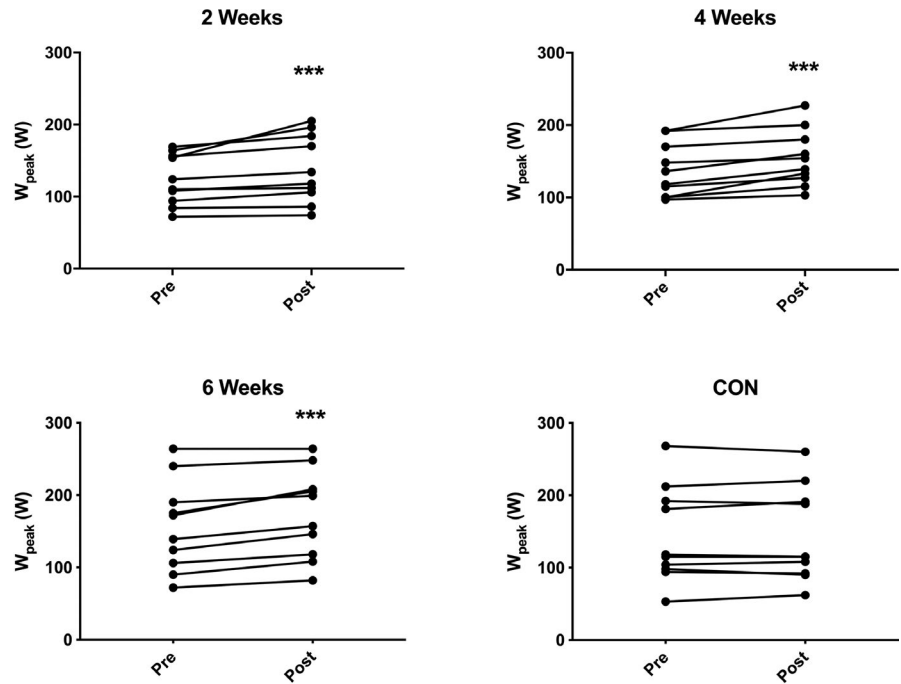 2 Weeks
300
200
100
0
Wpeak (W)
***
Pre
Post
4 Weeks
300
200
100
0
Wpeak (W)
***
Pre
Post
6 Weeks
300
200
100
0
Wpeak (W)
***
Pre
Post
CON
300
200
100
0
Wpeak (W)
Pre
Post